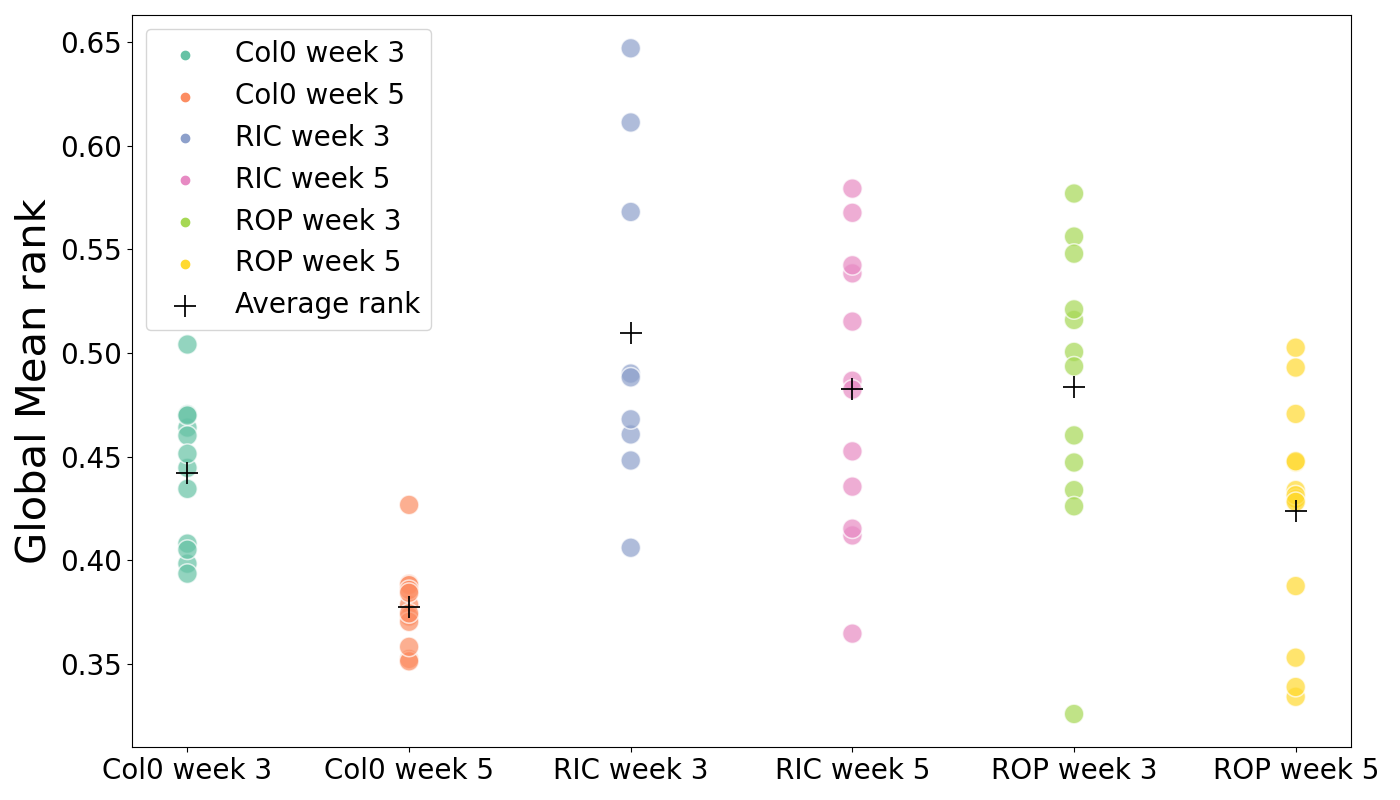 Global Mean rank
0.65
0.60
0.55
0.50
0.45
0.40
0.35
Col0 week 3
Col0 week 5
RIC week 3
RIC week 5
ROP week 3
ROP week 5
Average rank
Col0 week 3 Col0 week 5 RIC week 3 RIC week 5 ROP week 3 ROP week 5